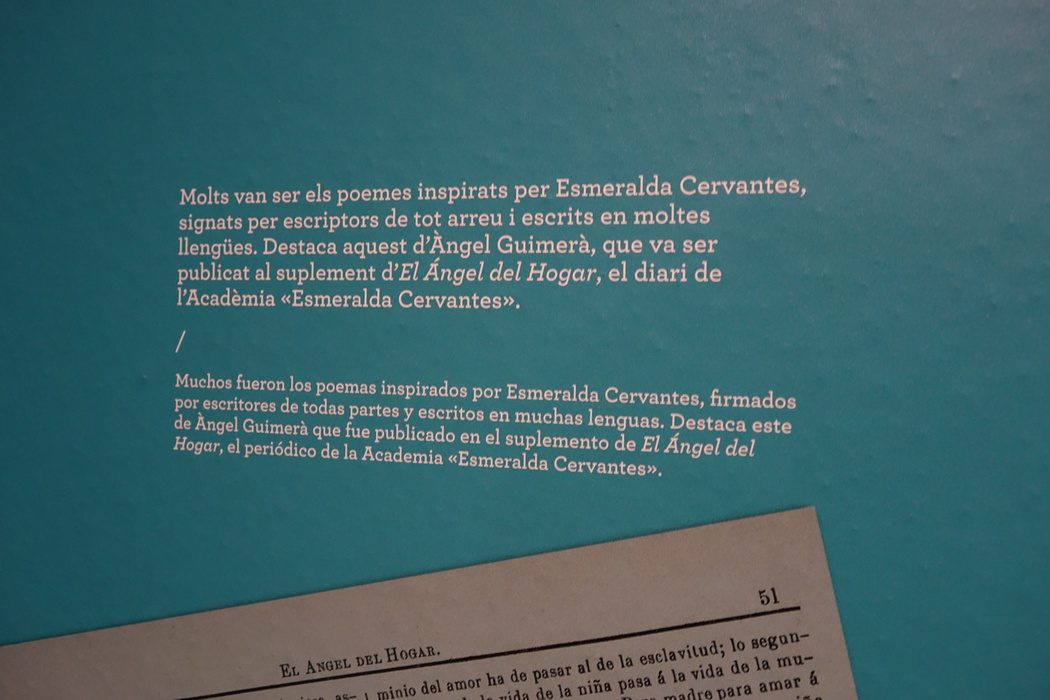 Molts van ser els poemes inspirats per Esmeralda Cervantes,
signats per escriptors de tot arreu i escrits en moltes
llengües. Destaca aquest d’Àngel Guimerà, que va ser
publicat al suplement d’El Ángel del Hogar, el diari de
l’Acadèmia «Esmeralda Cervantes».
/
Muchos fueron los poemas inspirados por Esmeralda Cervantes, firmados
por escritores de todas partes y escritos en muchas lenguas. Destaca este
de Àngel Guimerà que fue publicado en el suplemento de El Ángel del
Hogar, el periódico de la Academia «Esmeralda Cervantes».
51
EL ANGEL DEL HOGAR.
minio del amor ha de pasar al de la esclavitud; lo segun-
vida de la niña pasa á la vida de la mu-
madre para amar á